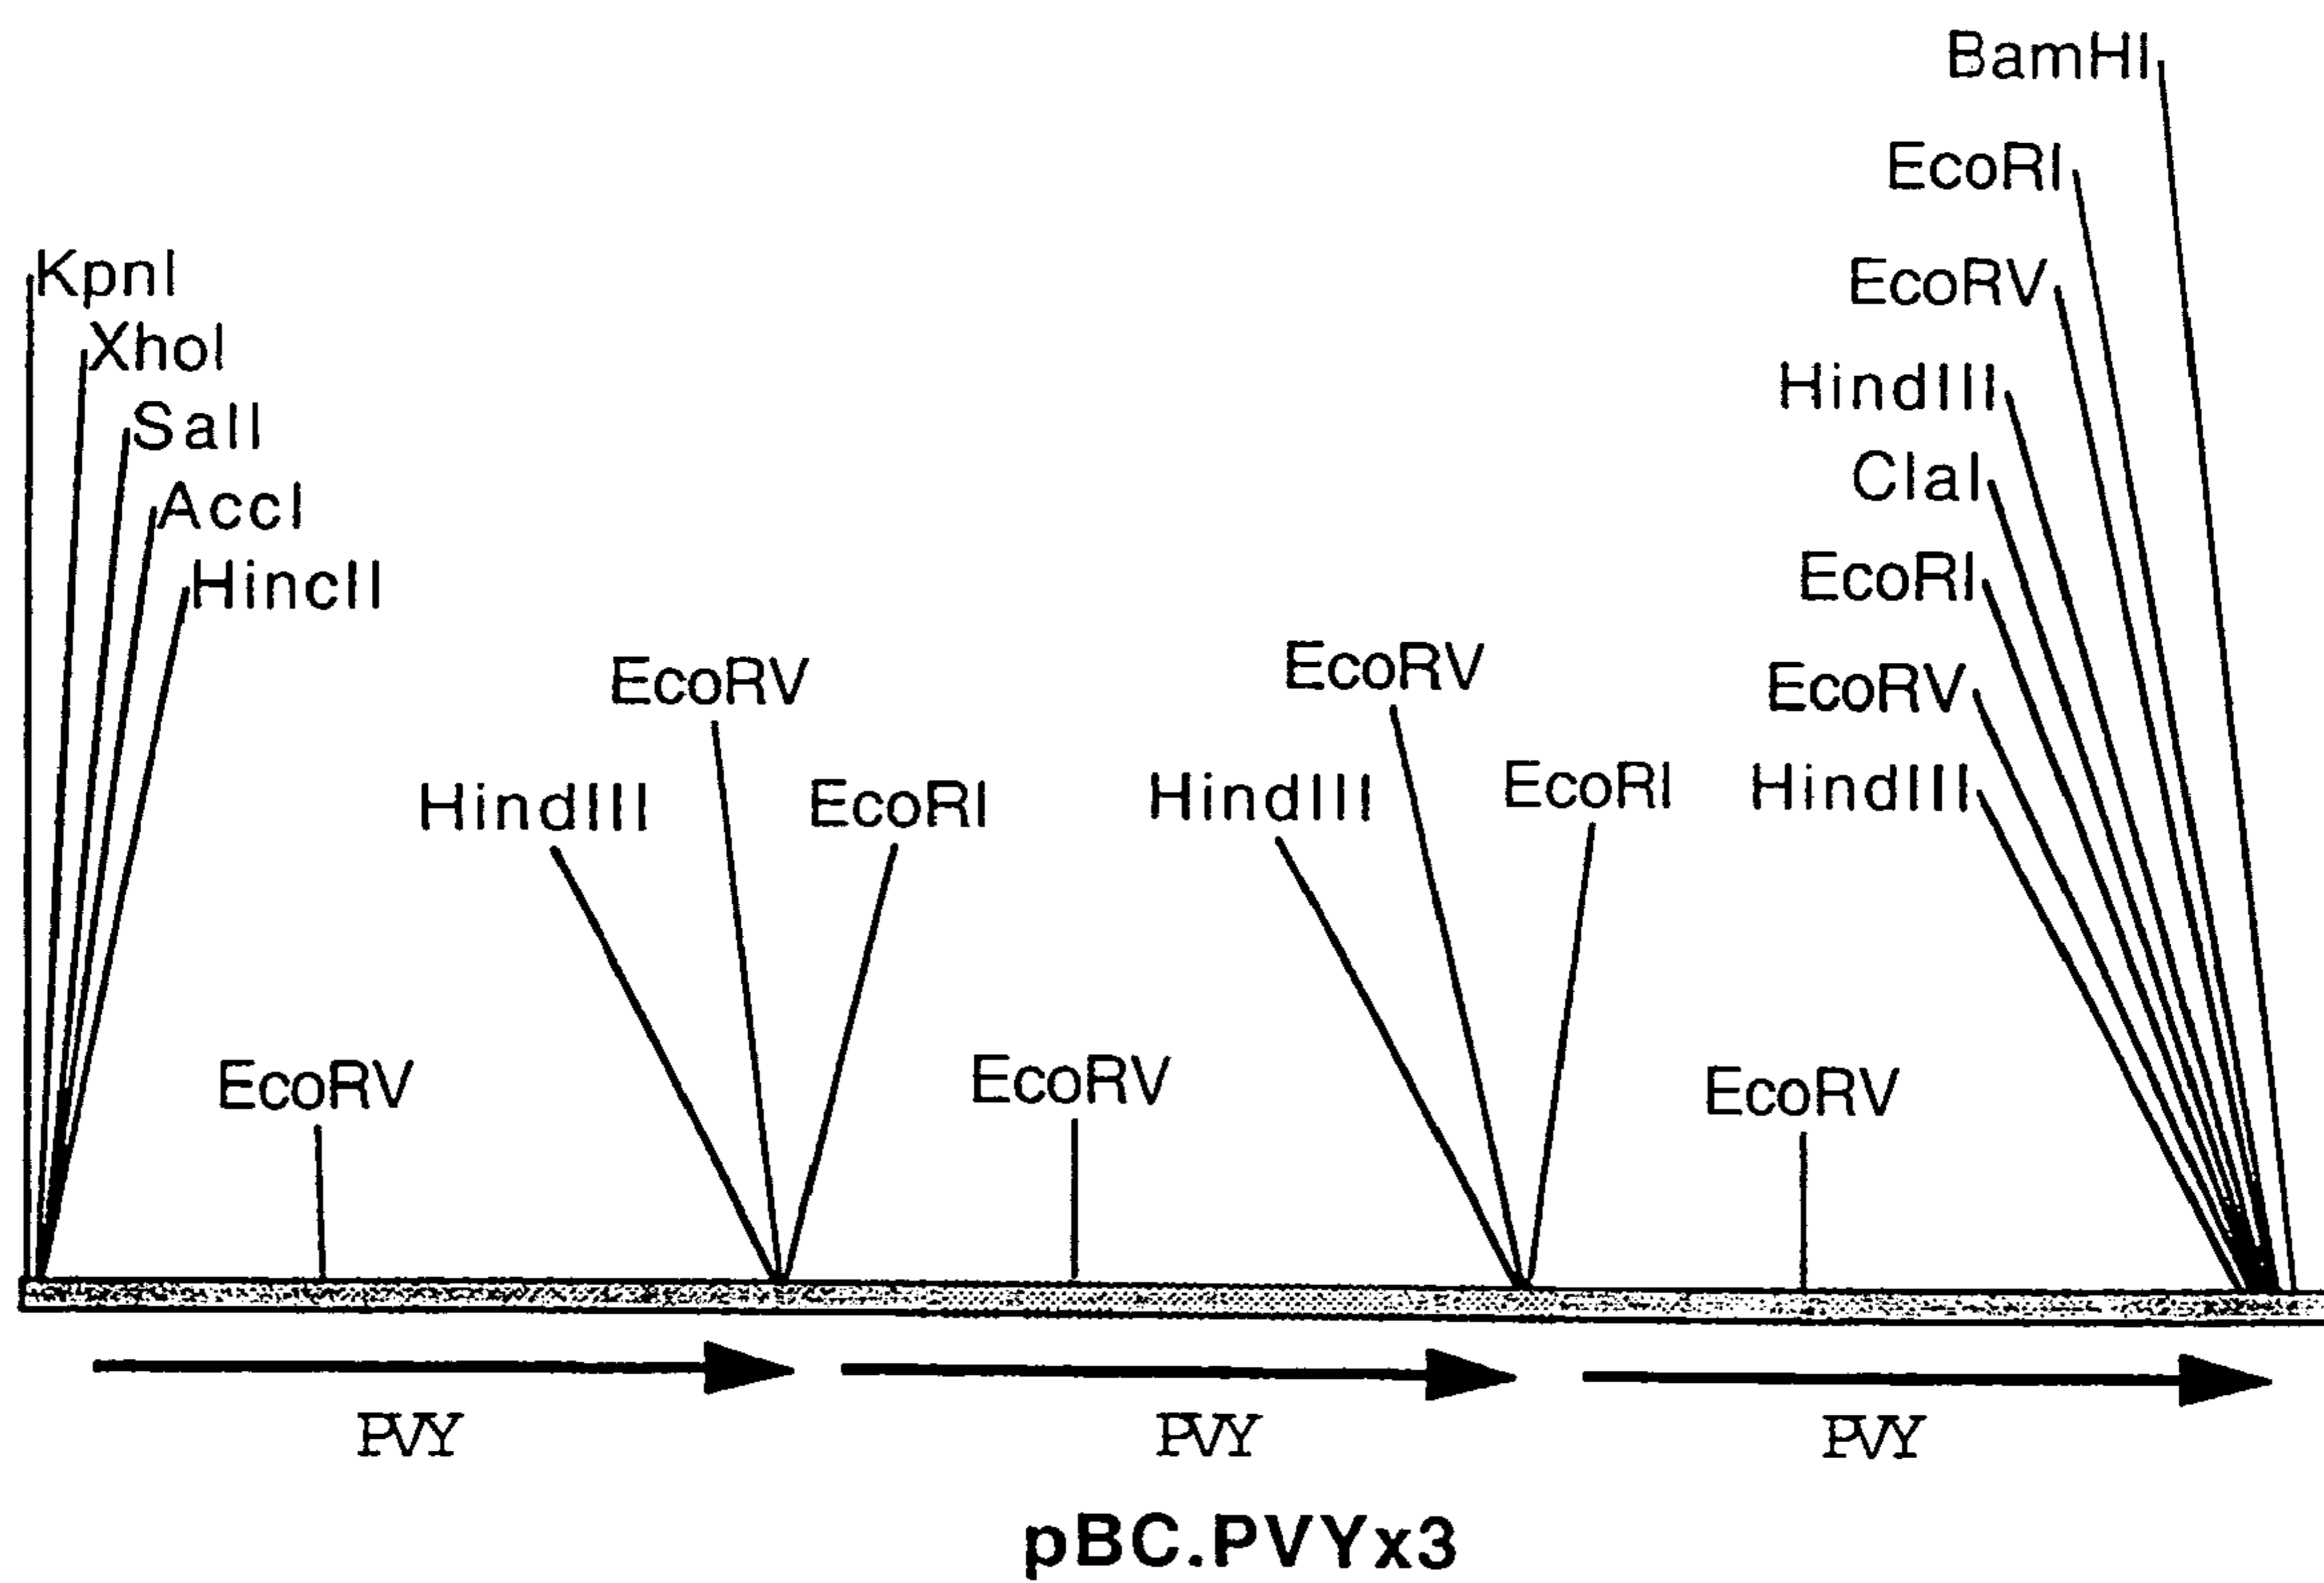 BamHI
EcoRI
KpnI
EcoRV
XhoI
HindIII
SalI
ClaI
AccI
EcoRI
HincII
EcoRV
EcoRV
EcoRV
HindIII
EcoRI
HindIII
EcoRI
HindIII
EcoRV
EcoRV
EcoRV
PVY
PVY
PVY
pBC.PVYx3